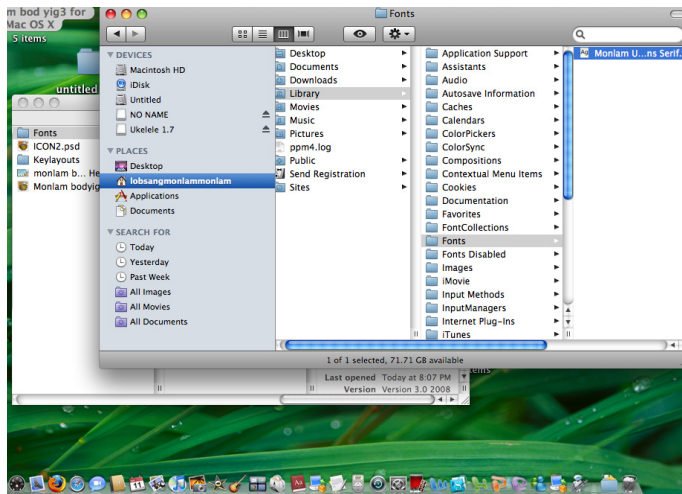 m bod yig3 for
Mac OS X
5 items
untitled
Fonts
ICON2.psd
Keylayouts
monlam b... He
Monlam bodyig
Fonts
DEVICES
Macintosh HD
iDisk
Untitled
NO NAME
Ukelele 1.7
PLACES
Desktop
lobsangmonlammonlam
Applications
Documents
SEARCH FOR
Today
Yesterday
Past Week
All Images
All Movies
All Documents
Desktop
Documents
Downloads
Library
Movies
Music
Pictures
ppm4.log
Public
Send Registration
Sites
Application Support
Assistants
Audio
Autosave Information
Caches
Calendars
ColorPickers
ColorSync
Compositions
Contextual Menu Items
Cookies
Documentation
Favorites
FontCollections
Fonts
Fonts Disabled
Images
iMovie
Input Methods
InputManagers
Internet Plug-Ins
iTunes
Monlam U...ns Serif.
1 of 1 selected, 71.71 GB available
Last opened Today at 8:07 PM
Version Version 3.0 2008